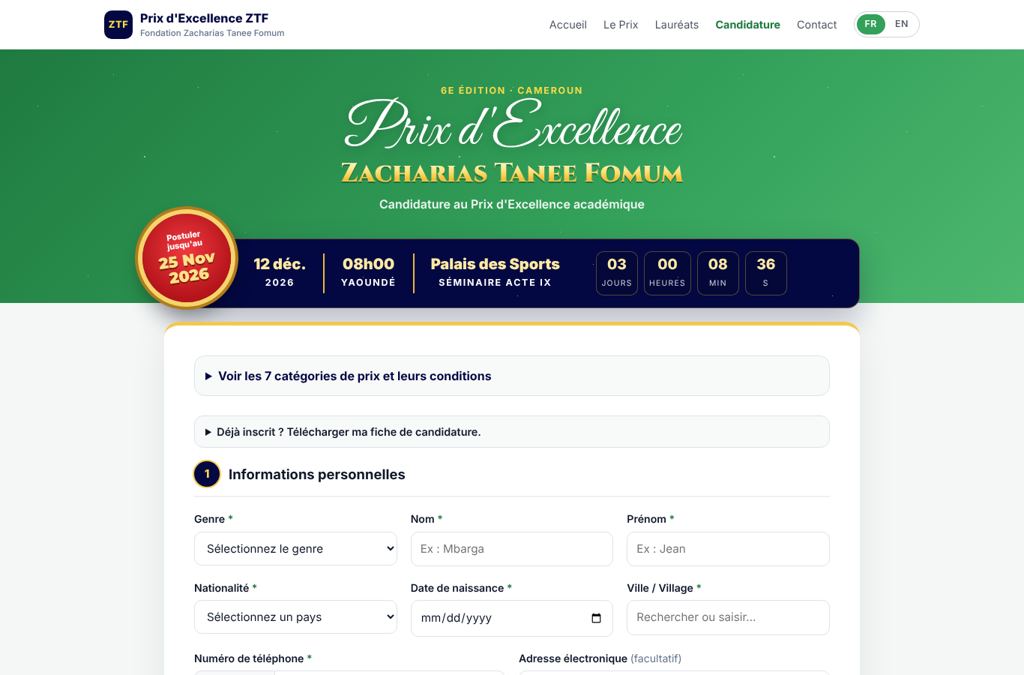 ZTF
Prix d'Excellence ZTF
Fondation Zacharias Tanee Fomum
Accueil
Le Prix
Lauréats
Candidature
Contact
FR
EN
6E ÉDITION · CAMEROUN
Prix d'Excellence
Zacharias Tanee Fomum
Candidature au Prix d'Excellence académique
Postuler
jusqu'au
25 Nov
2026
12 déc.
2026
08h00
YAOUNDÉ
Palais des Sports
SÉMINAIRE ACTE IX
03
JOURS
00
HEURES
08
MIN
36
S
Voir les 7 catégories de prix et leurs conditions
Déjà inscrit ? Télécharger ma fiche de candidature.
1
Informations personnelles
Genre *
Nom *
Prénom *
Sélectionnez le genre
Ex : Mbarga
Ex : Jean
Nationalité *
Date de naissance *
Ville / Village *
Sélectionnez un pays
mm/dd/yyyy
Rechercher ou saisir...
Numéro de téléphone *
Adresse électronique (facultatif)